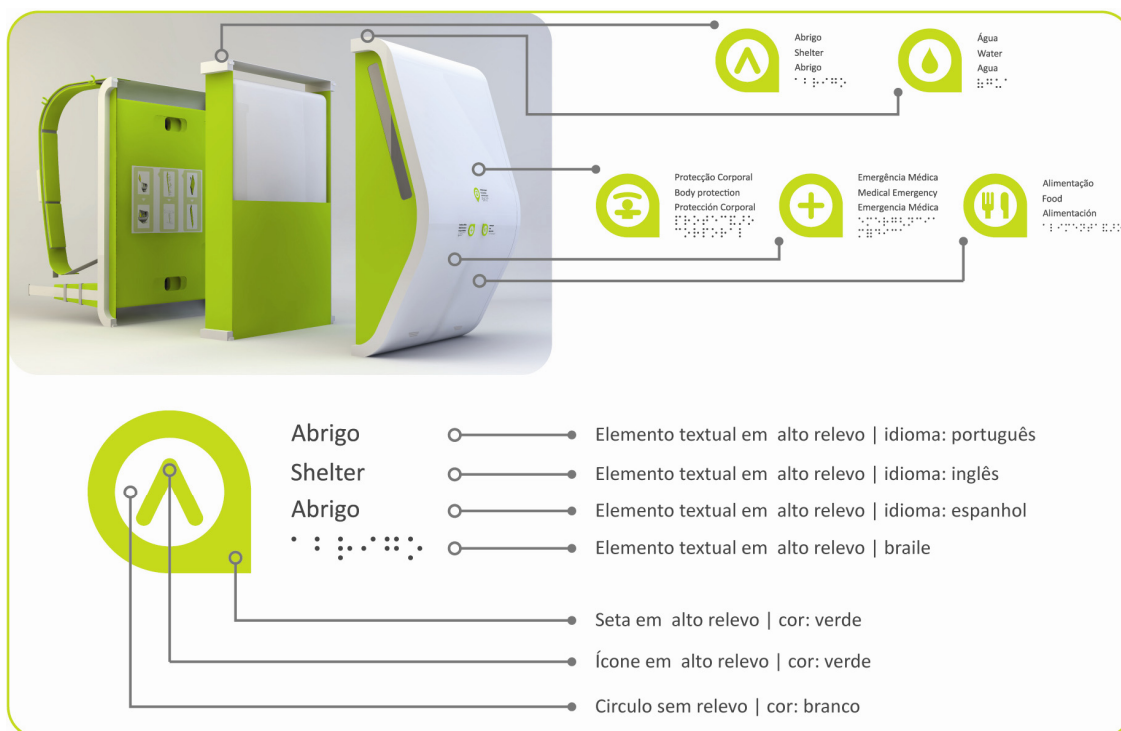 Abrigo
Shelter
Abrigo
⠁⠃⠗⠊⠛⠕
Água
Water
Agua
Protecção Corporal
Body protection
Protección Corporal
Emergência Médica
Medical Emergency
Emergencia Médica
Alimentação
Food
Alimentación
Abrigo
Shelter
Abrigo
⠁⠃⠗⠊⠛⠕
Elemento textual em alto relevo | idioma: português
Elemento textual em alto relevo | idioma: inglês
Elemento textual em alto relevo | idioma: espanhol
Elemento textual em alto relevo | braile
Seta em alto relevo | cor: verde
Ícone em alto relevo | cor: verde
Circulo sem relevo | cor: branco